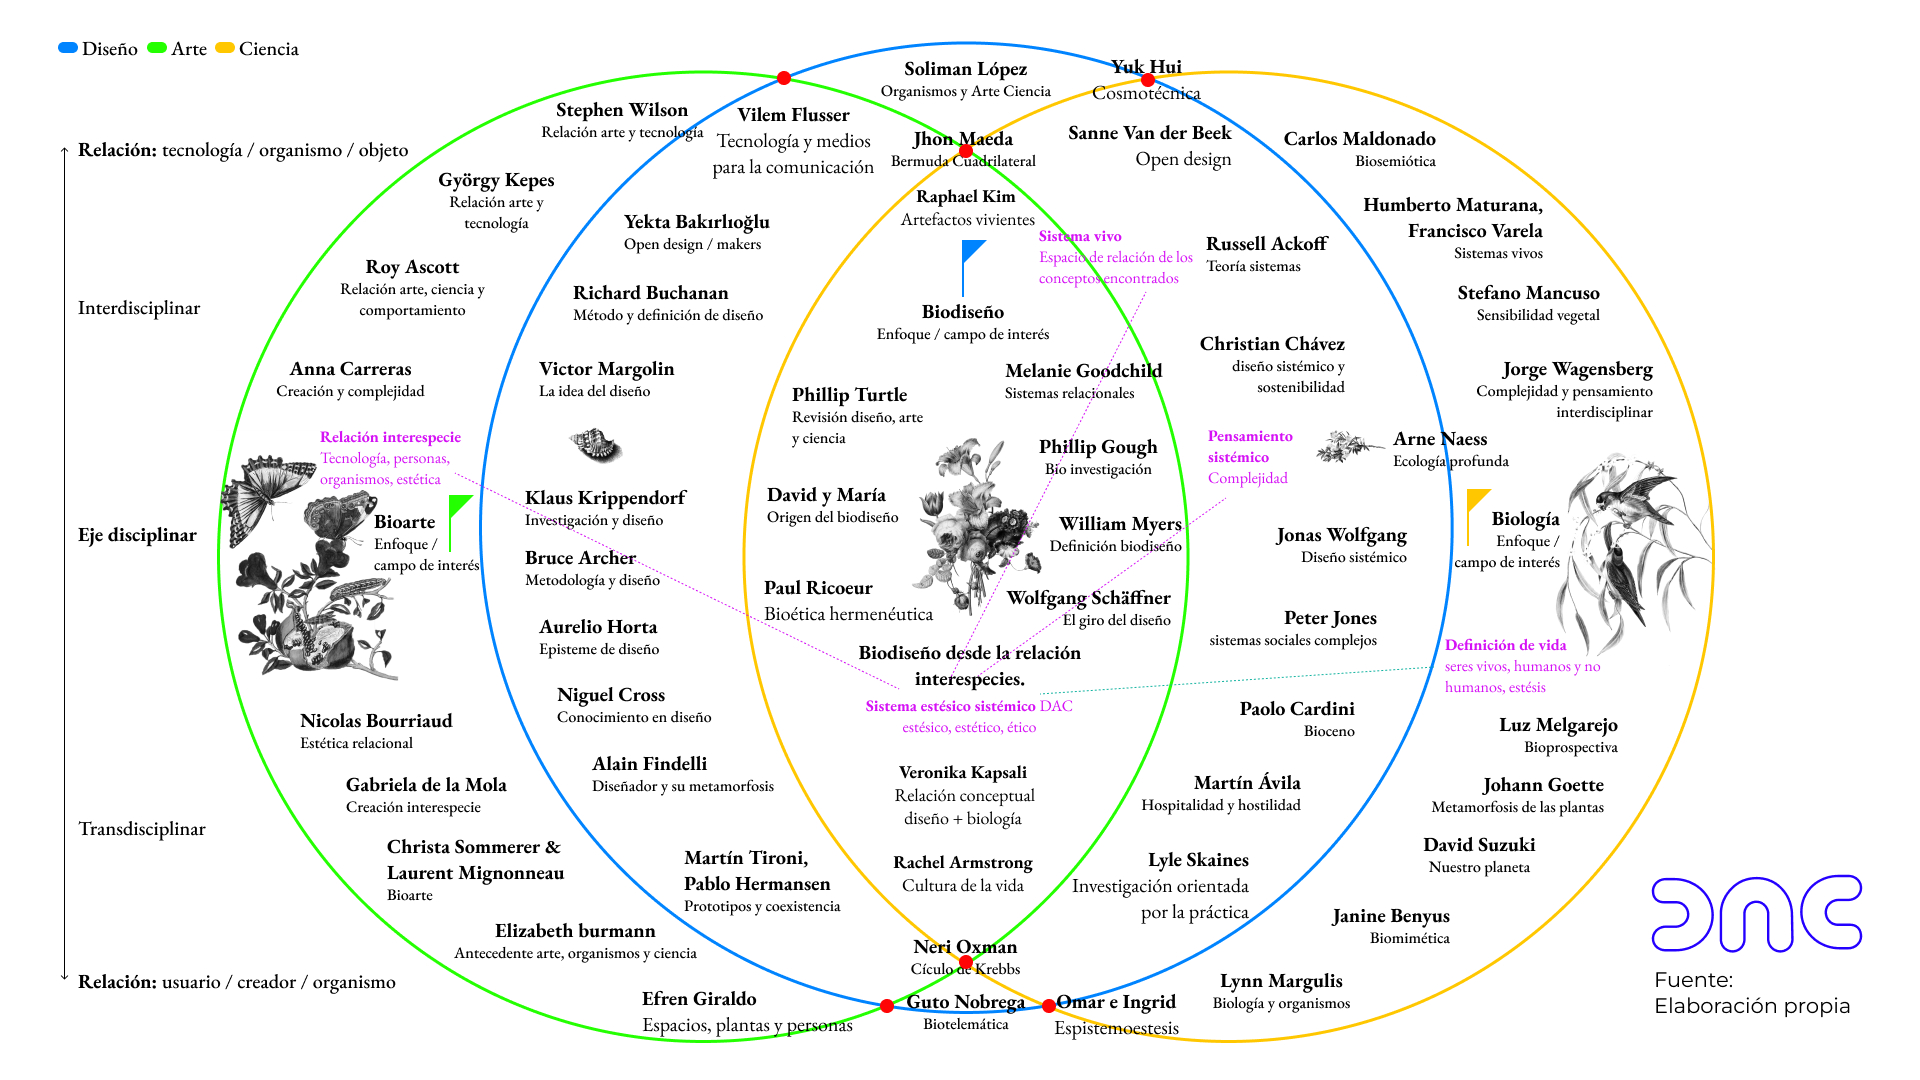 Diseño
Arte
Ciencia
Relación: tecnología / organismo / objeto
Interdisciplinar
Eje disciplinar
Transdisciplinar
Relación: usuario / creador / organismo
Stephen Wilson
Relación arte y tecnología
György Kepes
Relación arte y
tecnología
Roy Ascott
Relación arte, ciencia y
comportamiento
Anna Carreras
Creación y complejidad
Relación interespecie
Tecnología, personas,
organismos, estética
Bioarte
Enfoque /
campo de interés
Nicolas Bourriaud
Estética relacional
Gabriela de la Mola
Creación interespecie
Christa Sommerer &
Laurent Mignonneau
Bioarte
Elizabeth burmann
Antecedente arte, organismos y ciencia
Efren Giraldo
Espacios, plantas y personas
Vilem Flusser
Tecnología y medios
para la comunicación
Yekta Bakırlıoğlu
Open design / makers
Richard Buchanan
Método y definición de diseño
Victor Margolin
La idea del diseño
Klaus Krippendorf
Investigación y diseño
Bruce Archer
Metodología y diseño
Aurelio Horta
Episteme de diseño
Niguel Cross
Conocimiento en diseño
Alain Findelli
Diseñador y su metamorfosis
Martín Tironi,
Pablo Hermansen
Prototipos y coexistencia
Soliman López
Organismos y Arte Ciencia
Jhon Maeda
Bermuda Cuadrilateral
Raphael Kim
Artefactos vivientes
Sistema vivo
Espacio de relación de los
conceptos encontrados
Biodiseño
Enfoque / campo de interés
Melanie Goodchild
Sistemas relacionales
Phillip Turtle
Revisión diseño, arte
y ciencia
Phillip Gough
Bio investigación
David y María
Origen del biodiseño
William Myers
Definición biodiseño
Paul Ricoeur
Bioética hermenéutica
Wolfgang Schäffner
El giro del diseño
Biodiseño desde la relación
interespecies.
Sistema estésico sistémico DAC
estésico, estético, ético
Veronika Kapsali
Relación conceptual
diseño + biología
Rachel Armstrong
Cultura de la vida
Neri Oxman
Cículo de Krebbs
Guto Nobrega
Biotelemática
Omar e Ingrid
Espistemoestesis
Yuk Hui
Cosmotécnica
Sanne Van der Beek
Open design
Russell Ackoff
Teoría sistemas
Christian Chávez
diseño sistémico y
sostenibilidad
Pensamiento
sistémico
Complejidad
Arne Naess
Ecología profunda
Jonas Wolfgang
Diseño sistémico
Peter Jones
sistemas sociales complejos
Paolo Cardini
Bioceno
Martín Ávila
Hospitalidad y hostilidad
Lyle Skaines
Investigación orientada
por la práctica
Carlos Maldonado
Biosemiótica
Humberto Maturana,
Francisco Varela
Sistemas vivos
Stefano Mancuso
Sensibilidad vegetal
Jorge Wagensberg
Complejidad y pensamiento
interdisciplinar
Biología
Enfoque /
campo de interés
Definición de vida
seres vivos, humanos y no
humanos, estésis
Luz Melgarejo
Bioprospectiva
Johann Goette
Metamorfosis de las plantas
David Suzuki
Nuestro planeta
Janine Benyus
Biomimética
Lynn Margulis
Biología y organismos
Fuente:
Elaboración propia